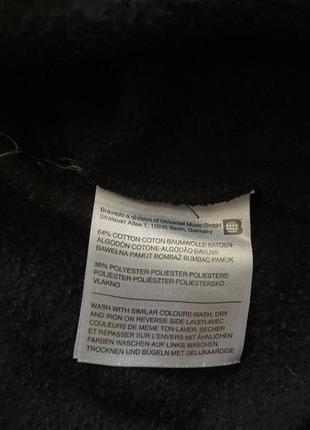 Bravado a division of Universal Music GmbH
Stralauer Allee 1, 10245 Berlin, Germany
64% COTTON-COTON-BAUMWOLLE-KATOEN-
ALGODÓN-COTONE-ALGODÃO-BAVLNA-
BAWEŁNA-PAMUT-BOMBAŽ-BUMBAC-PAMUK
36% POLYESTER-POLIESTER-POLIESTERE-
POLIÉSTER-POLIÉSZTER-POLIESTERSKO
VLAKNO
WASH WITH SIMILAR COLOURS WASH, DRY
AND IRON ON REVERSE SIDE LAVER AVEC
COULEURS DE MEME TON LAVER, SECHER
ET REPASSER SUR L'ENVERS MIT ÄHNLICHEN
FARBEN WASCHEN AUF LINKS WASCHEN,
TROCKNEN UND BÜGELN MET GELIJKAARDIGE